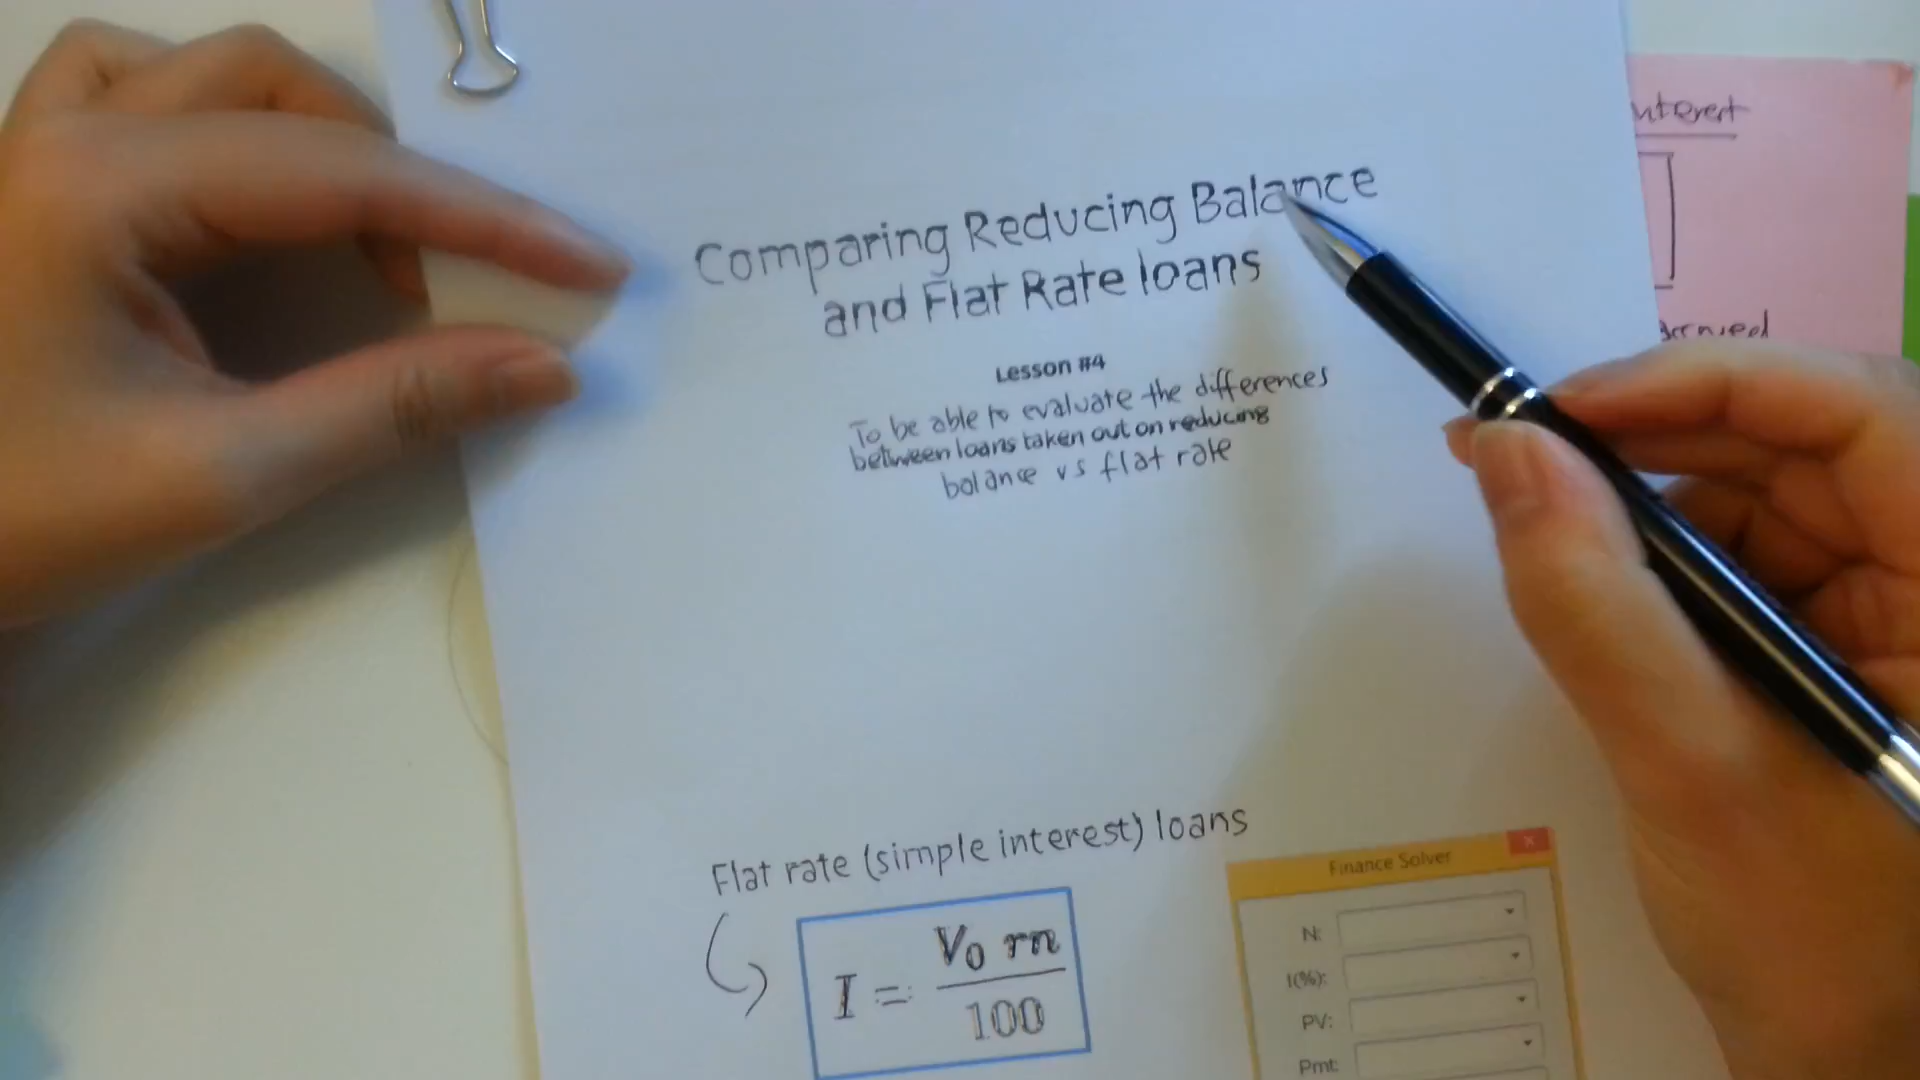 Comparing Reducing Balance
and Flat Rate loans
Lesson #4
To be able to evaluate the differences
between loans taken out on reducing
balance vs flat rate
Flat rate (simple interest) loans
I = V₀ rn / 100
Finance Solver
N:
I(%):
PV:
Pmt:
nterest